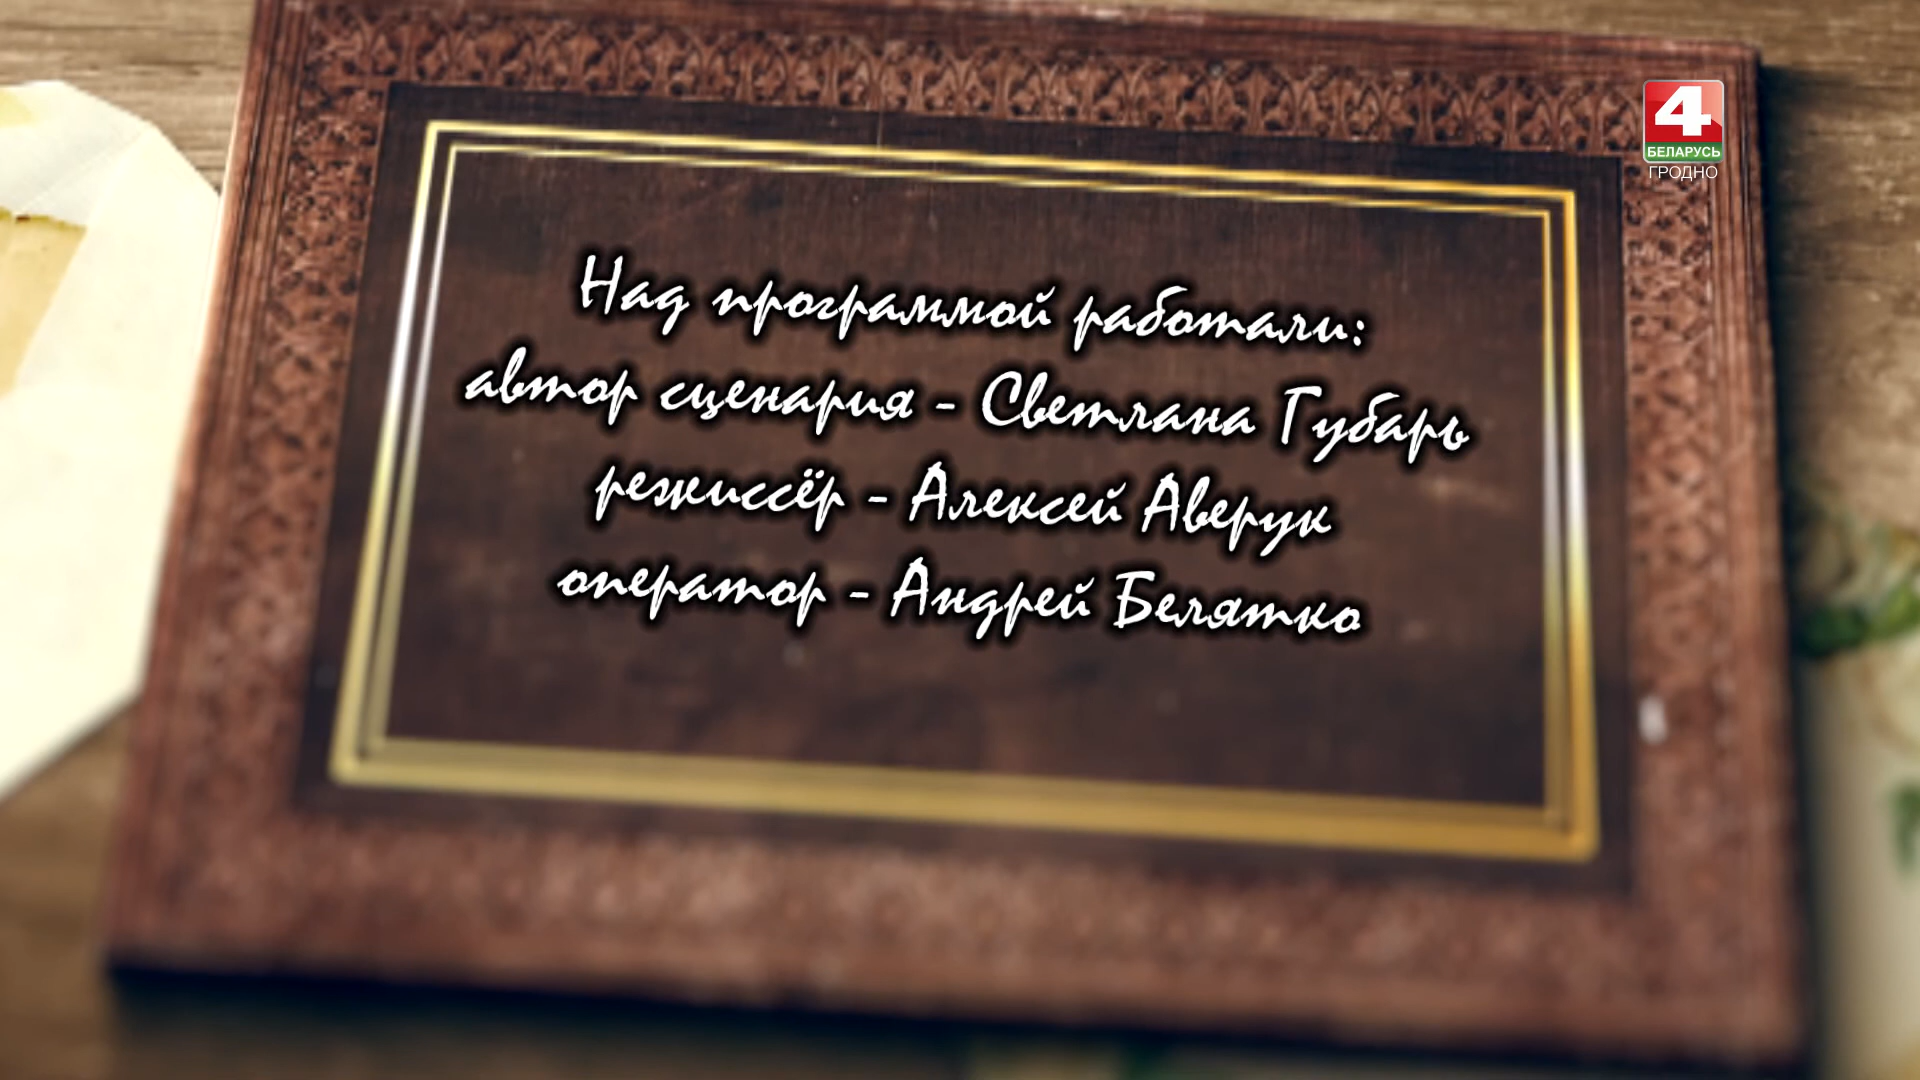 4
БЕЛАРУСЬ
ГРОДНО
Над программой работали:
автор сценария - Светлана Губарь
режиссёр - Алексей Аверук
оператор - Андрей Белятко